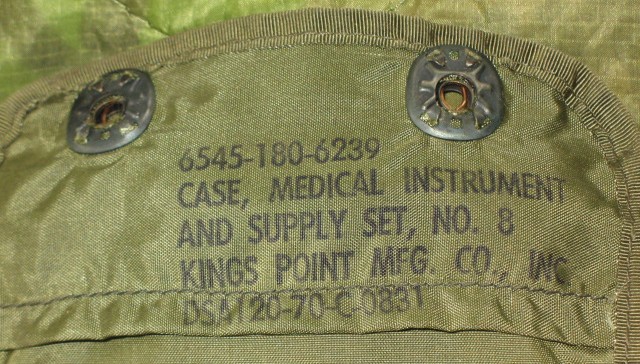 6545-180-6239
CASE, MEDICAL INSTRUMENT
AND SUPPLY SET, NO. 8
KINGS POINT MFG. CO., INC.
DSA120-70-C-0831